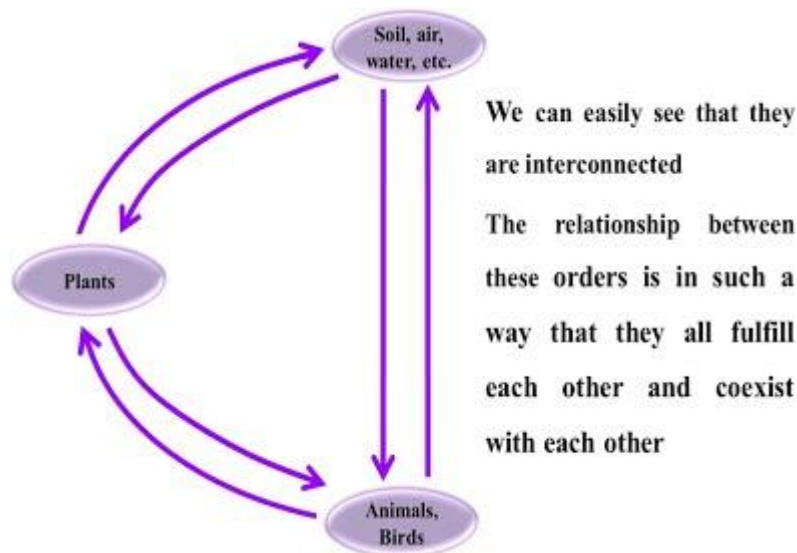 Soil, air,
water, etc.
We can easily see that they
are interconnected
The relationship between
these orders is in such a
way that they all fulfill
each other and coexist
with each other
Plants
Animals,
Birds